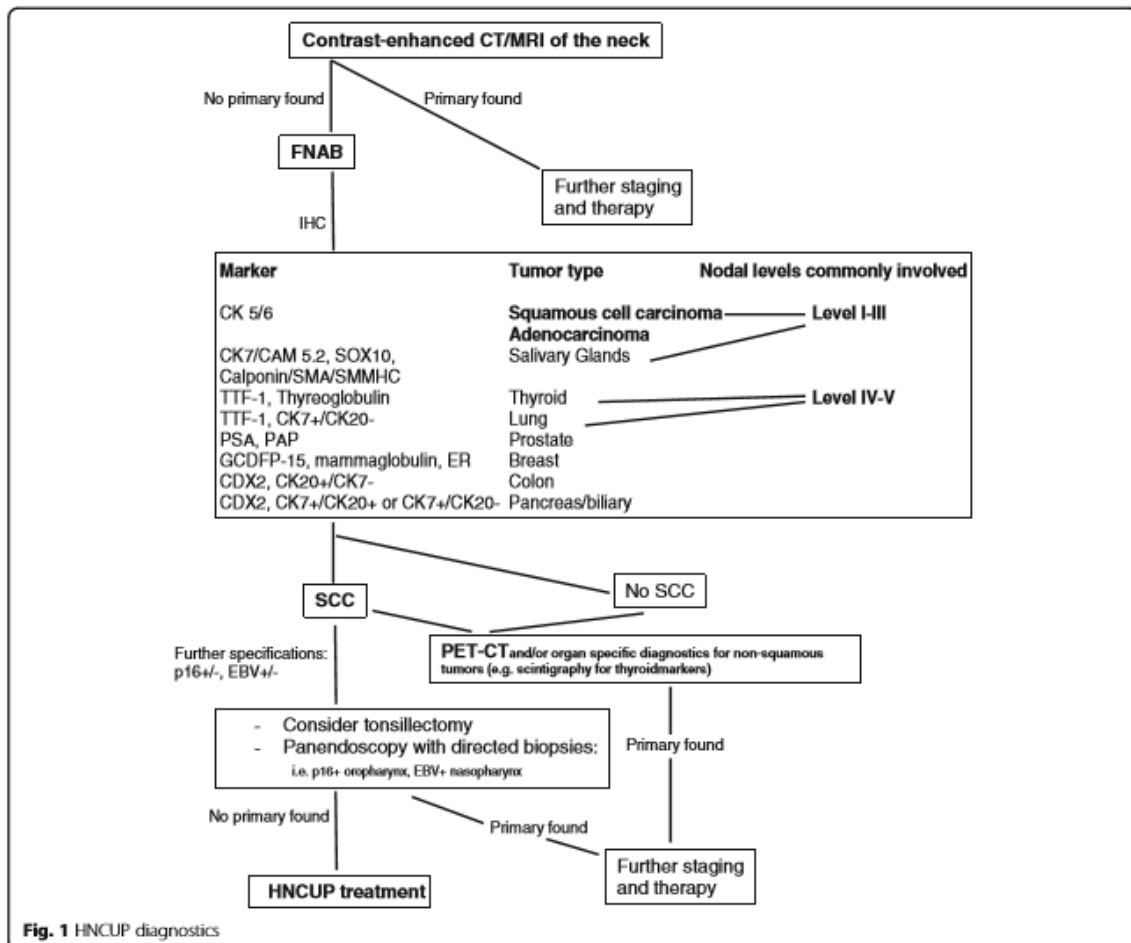 Contrast-enhanced CT/MRI of the neck
No primary found
Primary found
FNAB
Further staging
and therapy
IHC
Marker Tumor type Nodal levels commonly involved
CK 5/6 Squamous cell carcinoma Level I-III
Adenocarcinoma
CK7/CAM 5.2, SOX10, Salivary Glands
Calponin/SMA/SMMHC
TTF-1, Thyreoglobulin Thyroid Level IV-V
TTF-1, CK7+/CK20- Lung
PSA, PAP Prostate
GCDFP-15, mammaglobulin, ER Breast
CDX2, CK20+/CK7- Colon
CDX2, CK7+/CK20+ or CK7+/CK20- Pancreas/biliary
No SCC
SCC
Further specifications:
p16+/-, EBV+/-
PET-CT and/or organ specific diagnostics for non-squamous
tumors (e.g. scintigraphy for thyroidmarkers)
- Consider tonsillectomy
- Panendoscopy with directed biopsies:
i.e. p16+ oropharynx, EBV+ nasopharynx
Primary found
No primary found
Primary found
Further staging
and therapy
HNCUP treatment
Fig. 1 HNCUP diagnostics